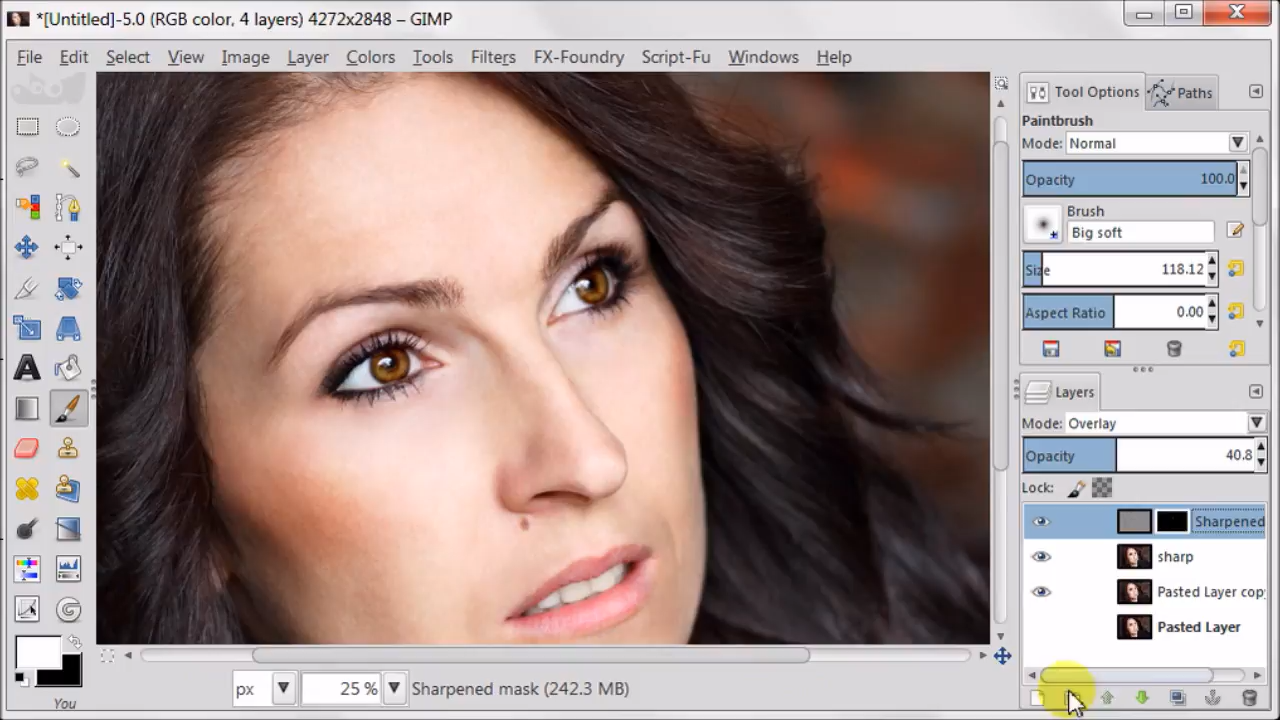 *[Untitled]-5.0 (RGB color, 4 layers) 4272x2848 – GIMP
File Edit Select View Image Layer Colors Tools Filters FX-Foundry Script-Fu Windows Help
Tool Options Paths
Paintbrush
Mode: Normal
Opacity 100.0
Brush
Big soft
Size 118.12
Aspect Ratio 0.00
Layers
Mode: Overlay
Opacity 40.8
Lock:
Sharpened
sharp
Pasted Layer cop
Pasted Layer
px 25 % Sharpened mask (242.3 MB)
You